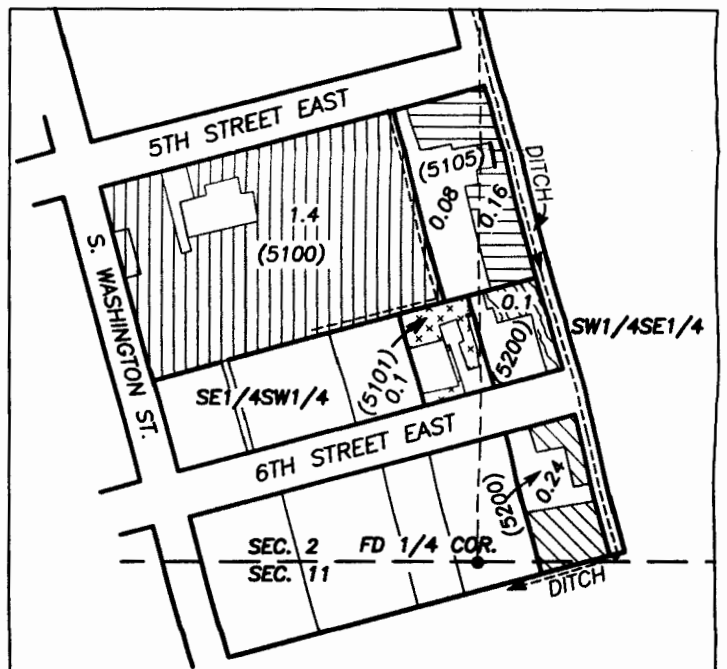 5TH STREET EAST
DITCH
(5105)
0.08
0.16
1.4
(5100)
S. WASHINGTON ST.
0.1
(5200)
SW1/4SE1/4
(5101)
0.1
SE1/4SW1/4
6TH STREET EAST
(5200)
0.24
SEC. 2
FD 1/4 COR.
SEC. 11
DITCH